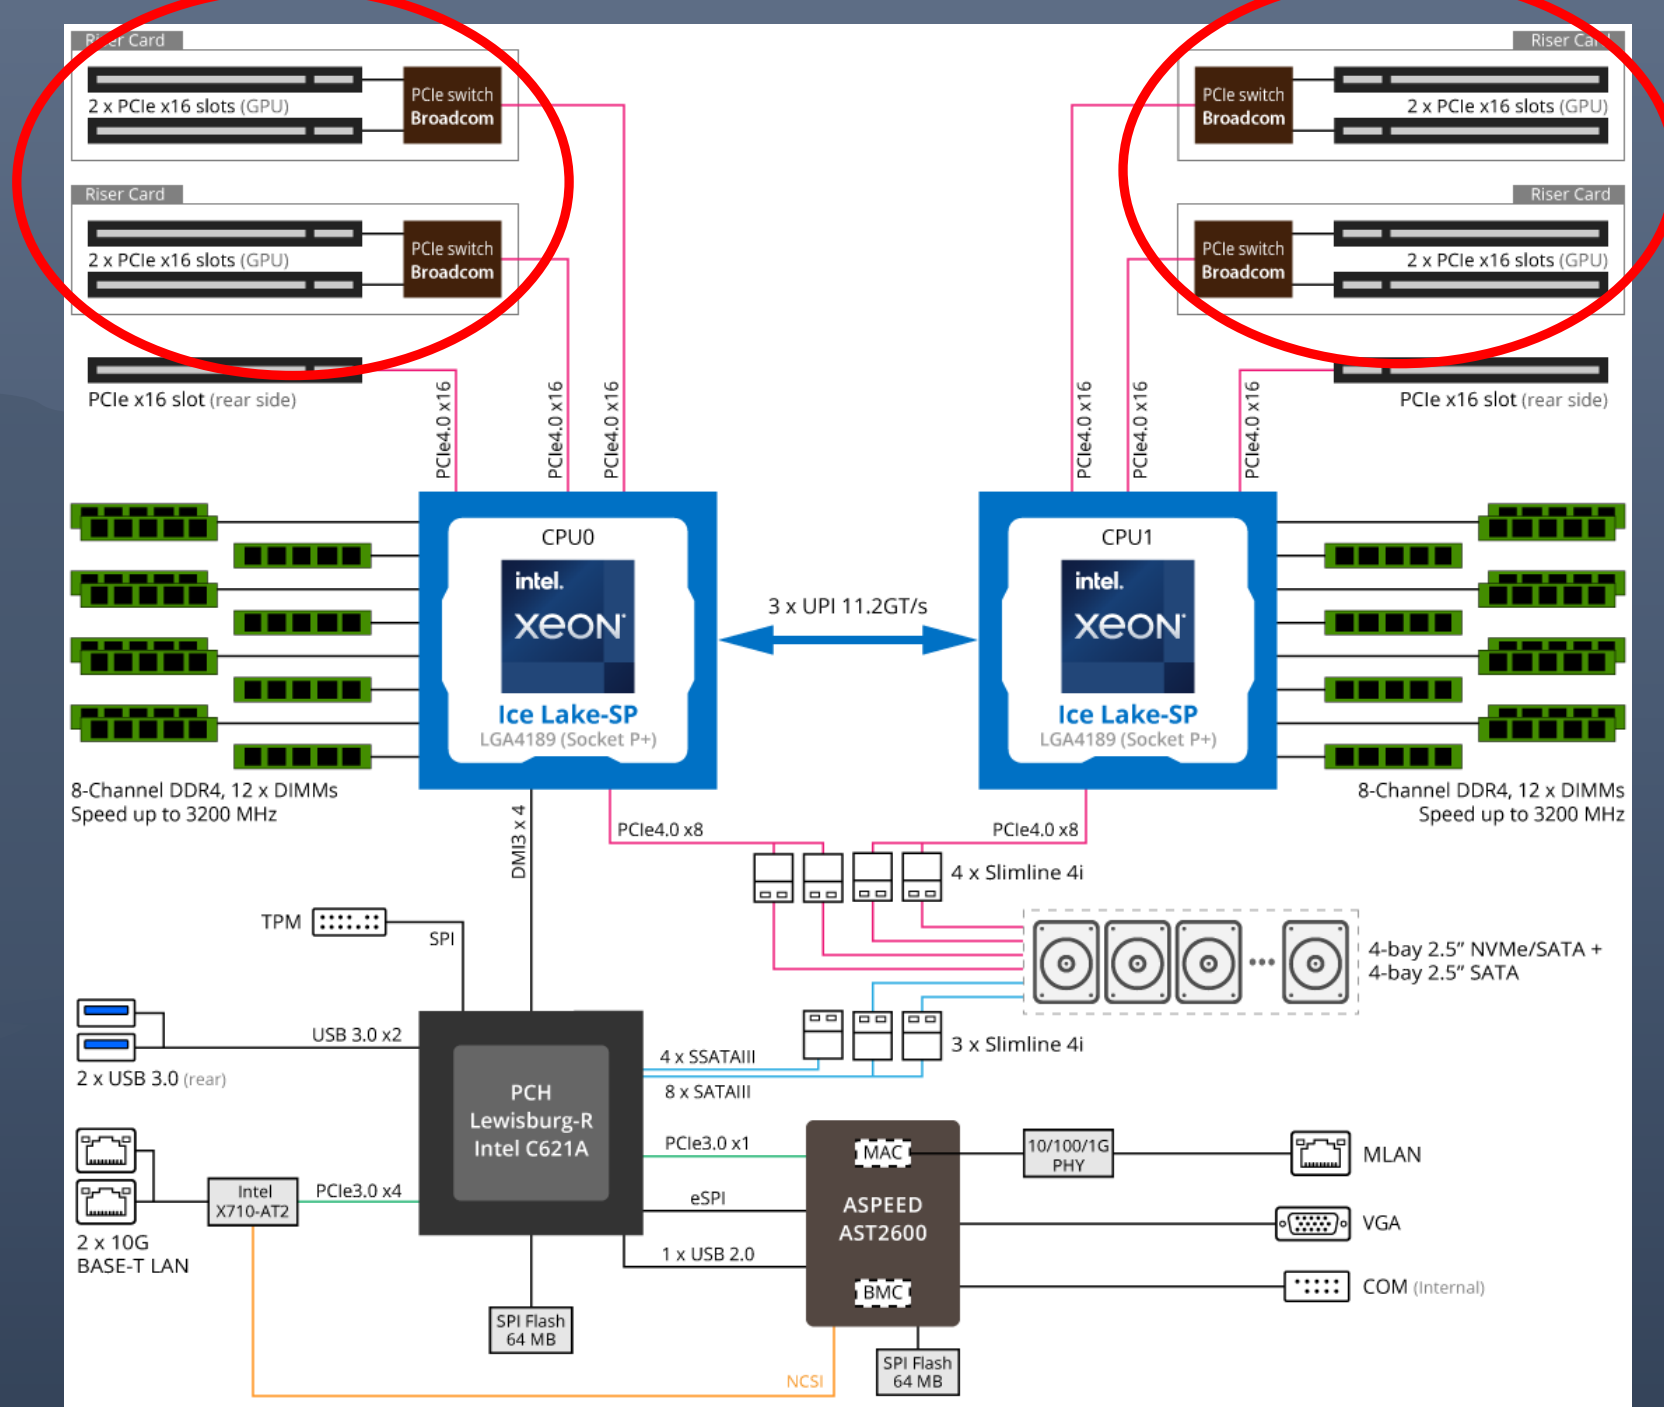 Riser Card
2 x PCIe x16 slots (GPU)
PCIe switch
Broadcom
Riser Card
2 x PCIe x16 slots (GPU)
PCIe switch
Broadcom
PCIe x16 slot (rear side)
Riser Card
PCIe switch
Broadcom
2 x PCIe x16 slots (GPU)
Riser Card
PCIe switch
Broadcom
2 x PCIe x16 slots (GPU)
PCIe x16 slot (rear side)
PCIe4.0 x16
PCIe4.0 x16
PCIe4.0 x16
PCIe4.0 x16
PCIe4.0 x16
PCIe4.0 x16
CPU0
intel.
XEON
Ice Lake-SP
LGA4189 (Socket P+)
3 x UPI 11.2GT/s
CPU1
intel.
XEON
Ice Lake-SP
LGA4189 (Socket P+)
8-Channel DDR4, 12 x DIMMs
Speed up to 3200 MHz
8-Channel DDR4, 12 x DIMMs
Speed up to 3200 MHz
DMI3 x 4
PCIe4.0 x8
PCIe4.0 x8
4 x Slimline 4i
TPM
SPI
4-bay 2.5” NVMe/SATA +
4-bay 2.5” SATA
USB 3.0 x2
2 x USB 3.0 (rear)
4 x SSATAIII
8 x SATAIII
3 x Slimline 4i
PCH
Lewisburg-R
Intel C621A
PCIe3.0 x1
MAC
10/100/1G
PHY
MLAN
Intel
X710-AT2
PCIe3.0 x4
eSPI
ASPEED
AST2600
VGA
2 x 10G
BASE-T LAN
1 x USB 2.0
BMC
COM (Internal)
SPI Flash
64 MB
SPI Flash
64 MB
NCSI